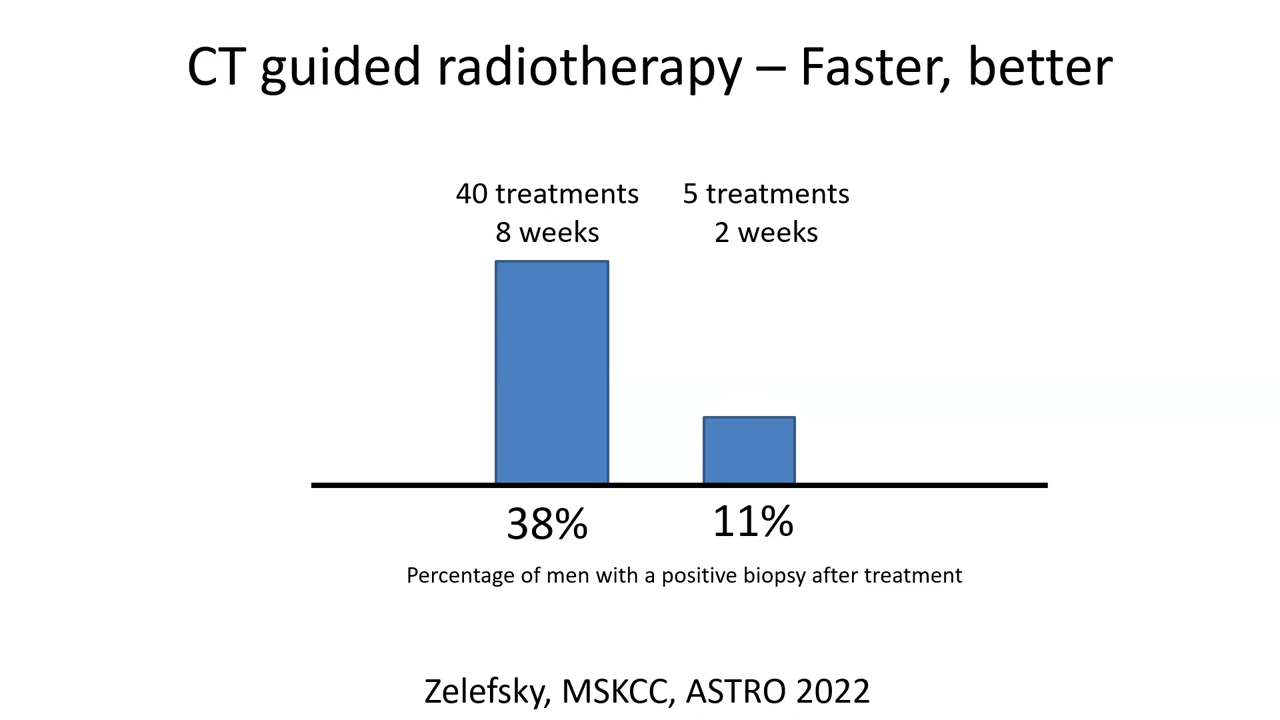 CT guided radiotherapy – Faster, better
40 treatments
8 weeks
5 treatments
2 weeks
38%
11%
Percentage of men with a positive biopsy after treatment
Zelefsky, MSKCC, ASTRO 2022